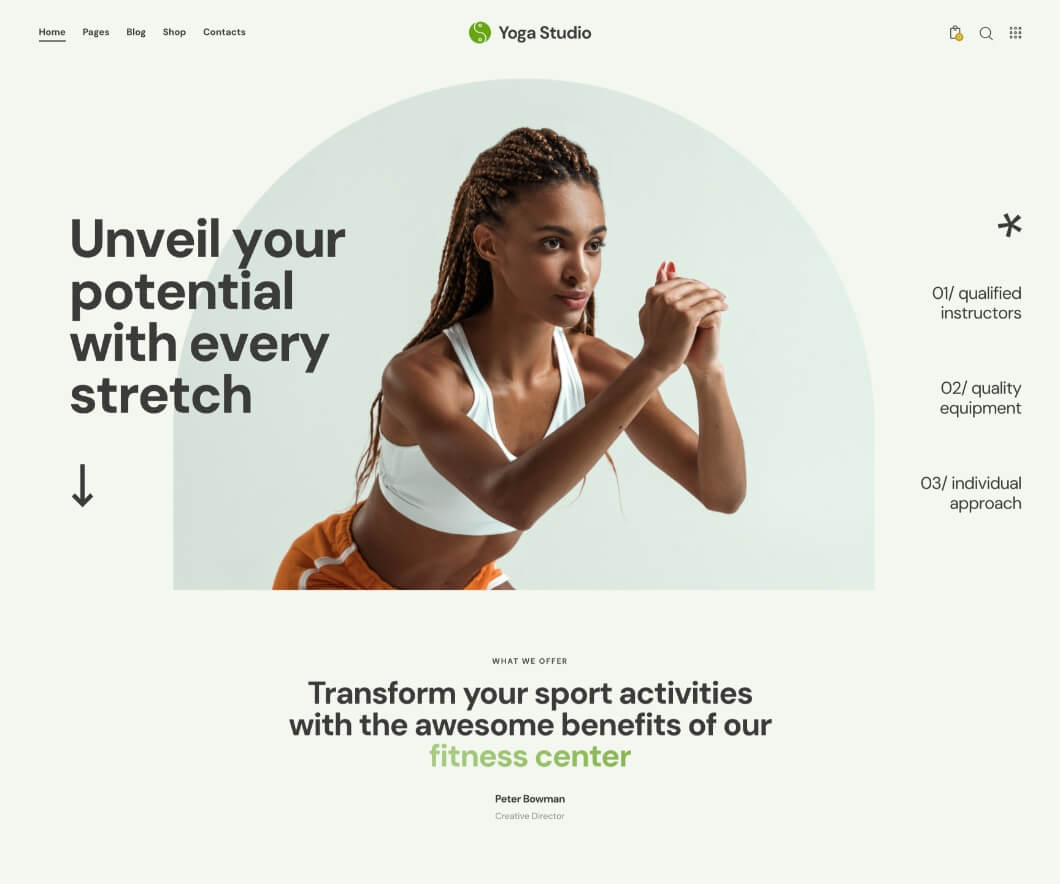 Home Pages Blog Shop Contacts
Yoga Studio
Unveil your
potential
with every
stretch
01/ qualified
instructors
02/ quality
equipment
03/ individual
approach
WHAT WE OFFER
Transform your sport activities
with the awesome benefits of our
fitness center
Peter Bowman
Creative Director